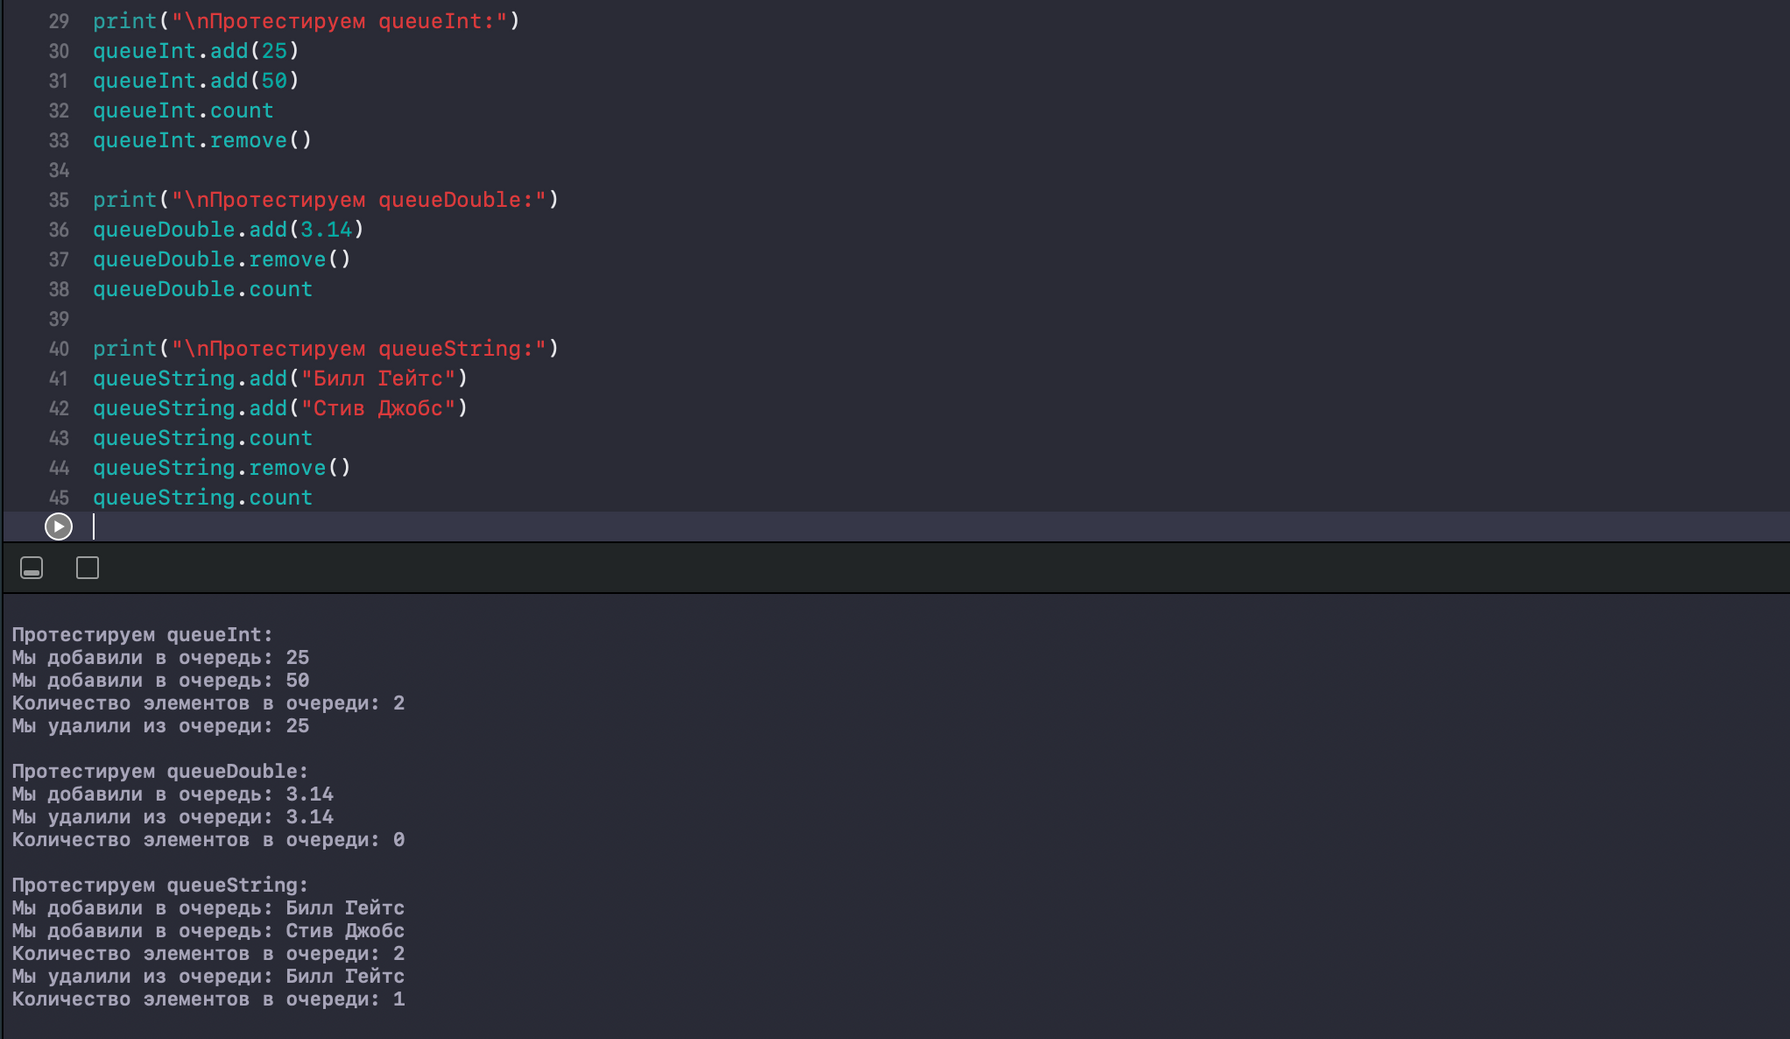 29 print("\nПротестируем queueInt:")
30 queueInt.add(25)
31 queueInt.add(50)
32 queueInt.count
33 queueInt.remove()
34
35 print("\nПротестируем queueDouble:")
36 queueDouble.add(3.14)
37 queueDouble.remove()
38 queueDouble.count
39
40 print("\nПротестируем queueString:")
41 queueString.add("Билл Гейтс")
42 queueString.add("Стив Джобс")
43 queueString.count
44 queueString.remove()
45 queueString.count
Протестируем queueInt:
Мы добавили в очередь: 25
Мы добавили в очередь: 50
Количество элементов в очереди: 2
Мы удалили из очереди: 25
Протестируем queueDouble:
Мы добавили в очередь: 3.14
Мы удалили из очереди: 3.14
Количество элементов в очереди: 0
Протестируем queueString:
Мы добавили в очередь: Билл Гейтс
Мы добавили в очередь: Стив Джобс
Количество элементов в очереди: 2
Мы удалили из очереди: Билл Гейтс
Количество элементов в очереди: 1